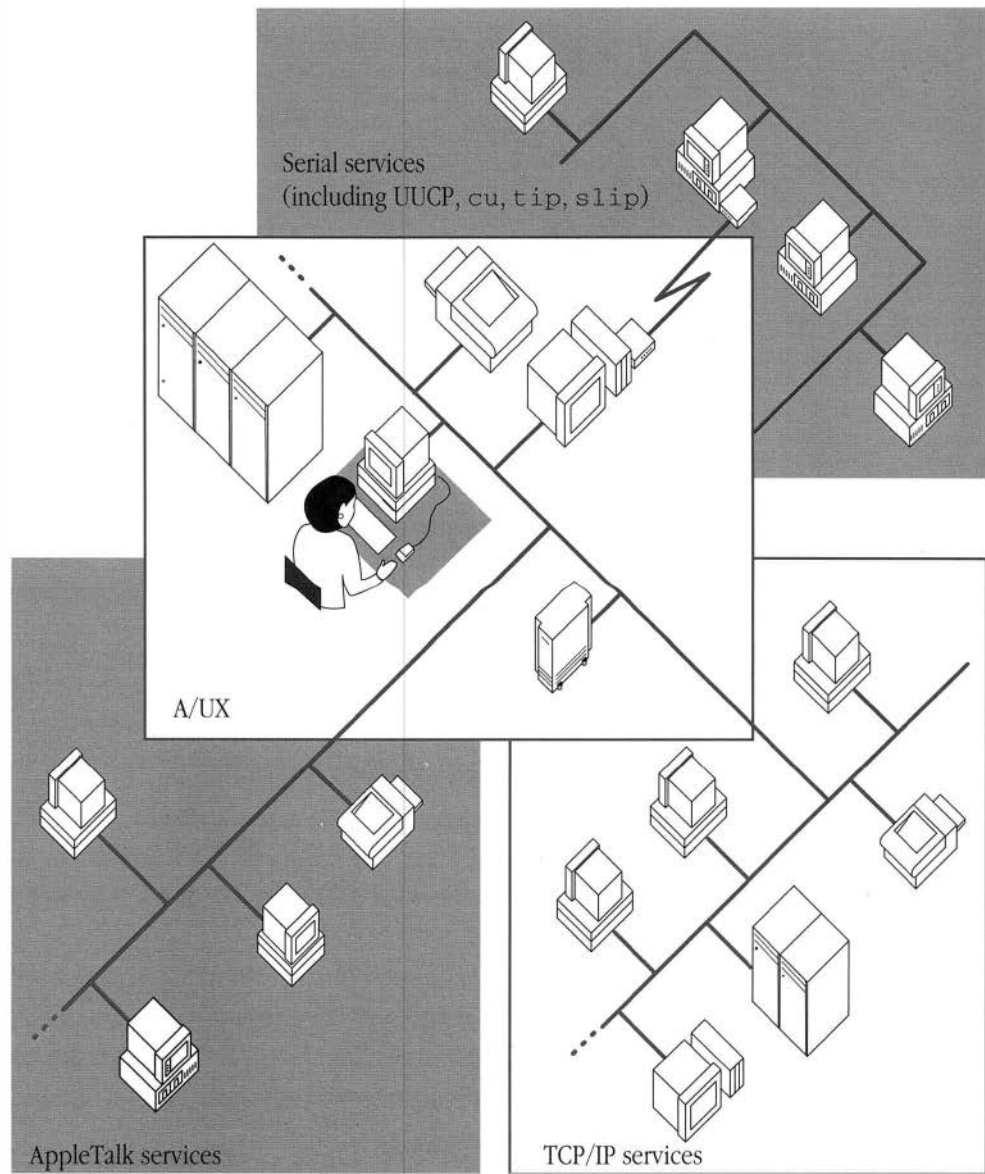 Serial services
(including UUCP, cu, tip, slip)
A/UX
AppleTalk services
TCP/IP services